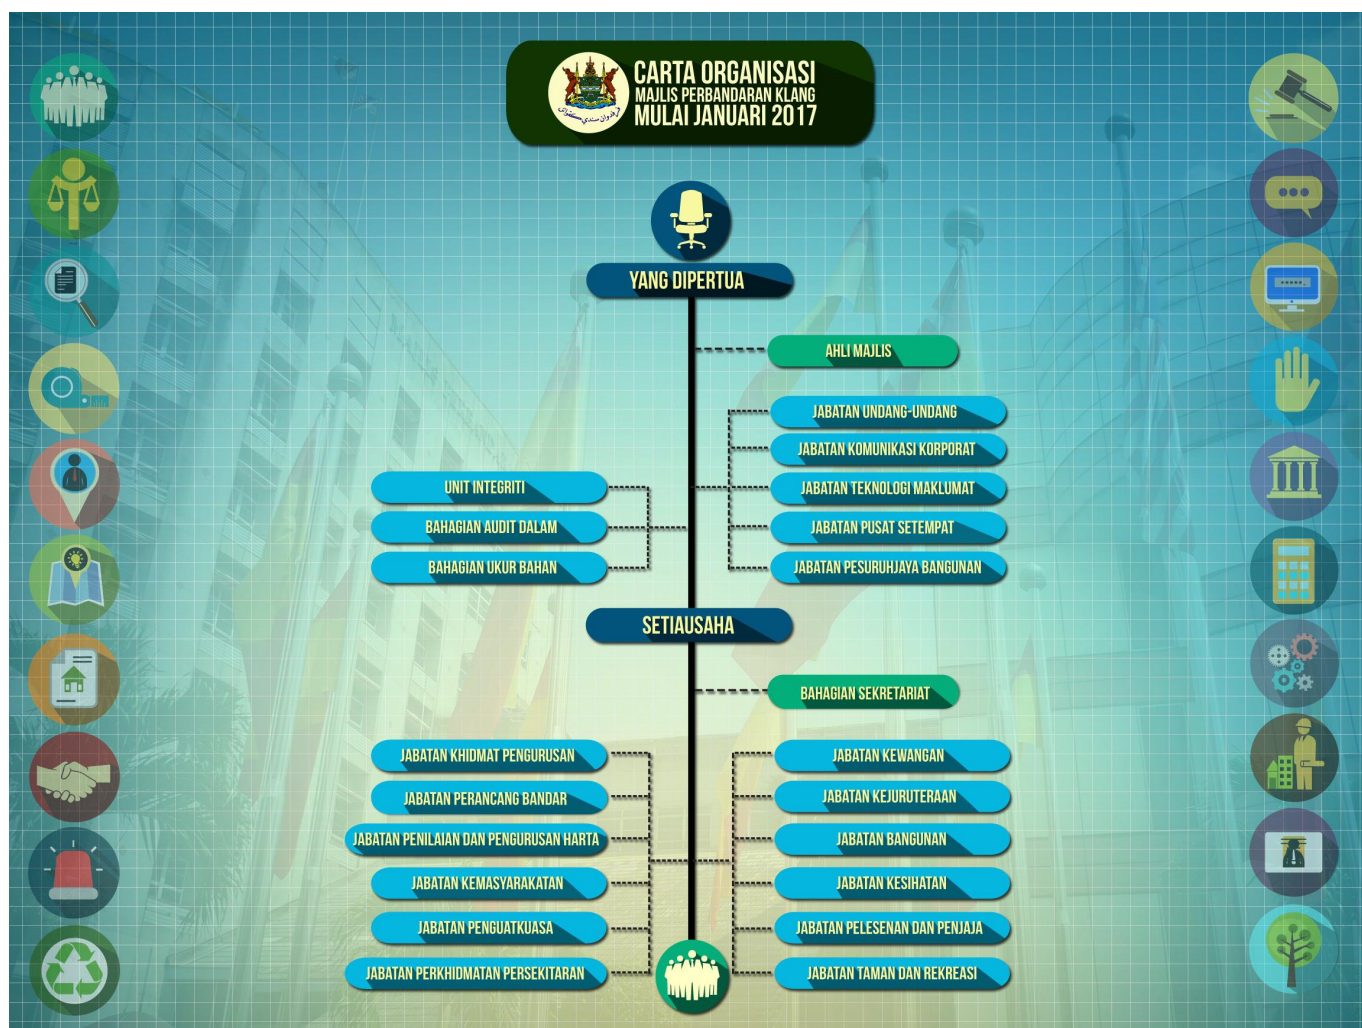 CARTA ORGANISASI
MAJLIS PERBANDARAN KLANG
MULAI JANUARI 2017
YANG DIPERTUA
AHLI MAJLIS
JABATAN UNDANG-UNDANG
JABATAN KOMUNIKASI KORPORAT
JABATAN TEKNOLOGI MAKLUMAT
JABATAN PUSAT SETEMPAT
JABATAN PESURUHJAYA BANGUNAN
UNIT INTEGRITI
BAHAGIAN AUDIT DALAM
BAHAGIAN UKUR BAHAN
SETIAUSAHA
BAHAGIAN SEKRETARIAT
JABATAN KHIDMAT PENGURUSAN
JABATAN PERANCANG BANDAR
JABATAN PENILAIAN DAN PENGURUSAN HARTA
JABATAN KEMASYARAKATAN
JABATAN PENGUATKUASA
JABATAN PERKHIDMATAN PERSEKITARAN
JABATAN KEWANGAN
JABATAN KEJURUTERAAN
JABATAN BANGUNAN
JABATAN KESIHATAN
JABATAN PELESENAN DAN PENJAJA
JABATAN TAMAN DAN REKREASI